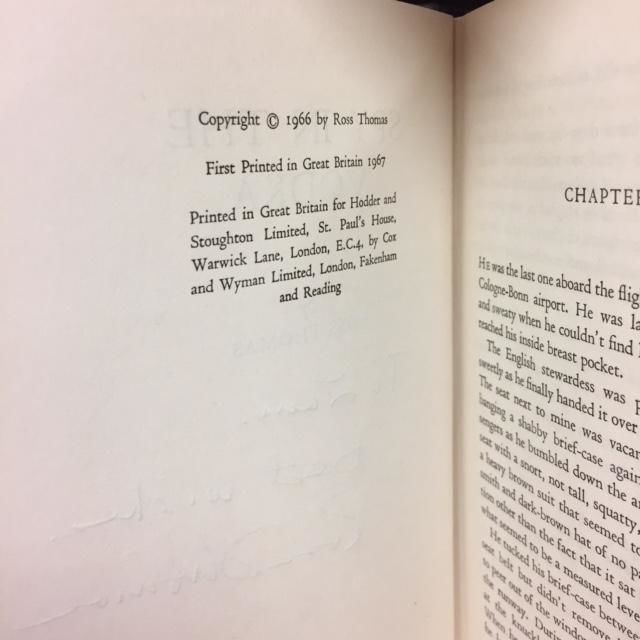 Copyright © 1966 by Ross Thomas
First Printed in Great Britain 1967
Printed in Great Britain for Hodder and
Stoughton Limited, St. Paul's House,
Warwick Lane, London, E.C.4, by Cox
and Wyman Limited, London, Fakenham
and Reading
CHAPTER
HE was the last one aboard the flig
Cologne-Bonn airport. He was la
and sweaty when he couldn't find
reached his inside breast pocket.
The English stewardess was
sweetly as he finally handed it over
The seat next to mine was vacan
banging a shabby brief-case again
sengers as he bumbled down the a
seat with a snort, not tall, squatty,
a heavy brown suit that seemed to
smith and dark-brown hat of no pa
tion other than the fact that it sat
what seemed to be a measured leve
He tucked his brief-case between
seat belt but didn't remove
to peer out of the window
the runway. Durin
at the knuck
When